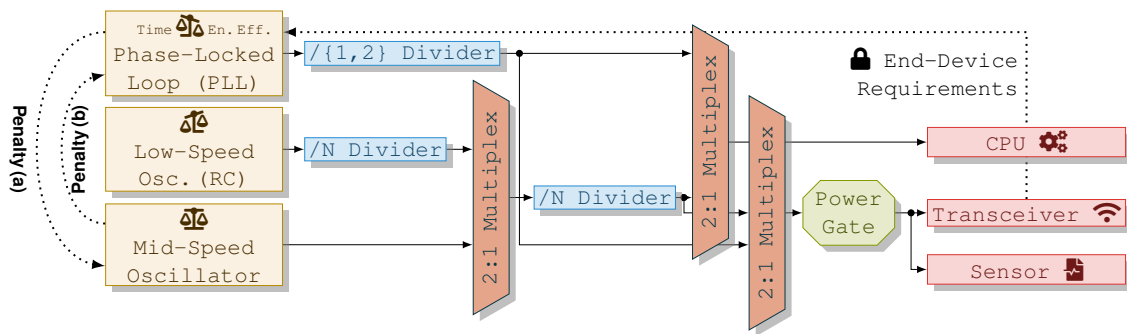 Time En.Eff.
Phase-Locked
Loop (PLL)
/{1,2} Divider
End-Device
Requirements
Penalty (a)
Penalty (b)
Low-Speed
Osc.(RC)
/N Divider
2:1 Multiplex
/N Divider
2:1 Multiplex
2:1 Multiplex
CPU
Power
Gate
Transceiver
Mid-Speed
Oscillator
Sensor